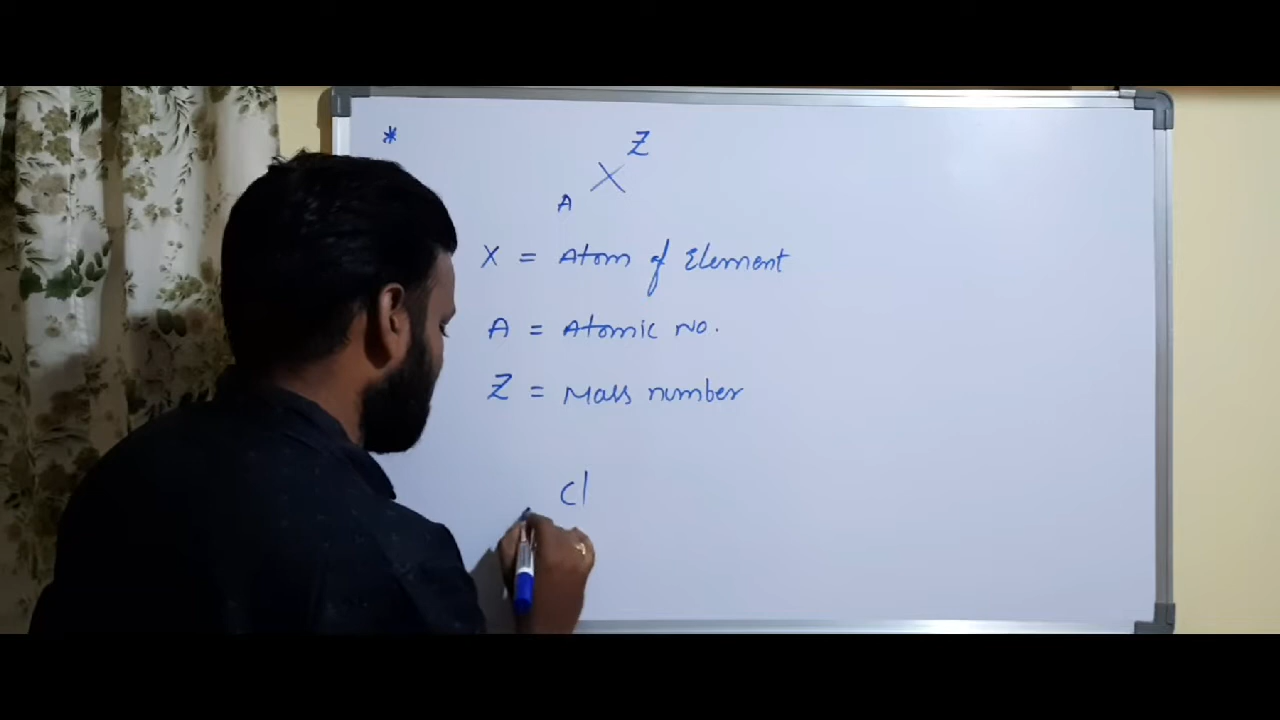 *
Z
X
A
X = Atom of Element
A = Atomic No.
Z = Mass number
Cl